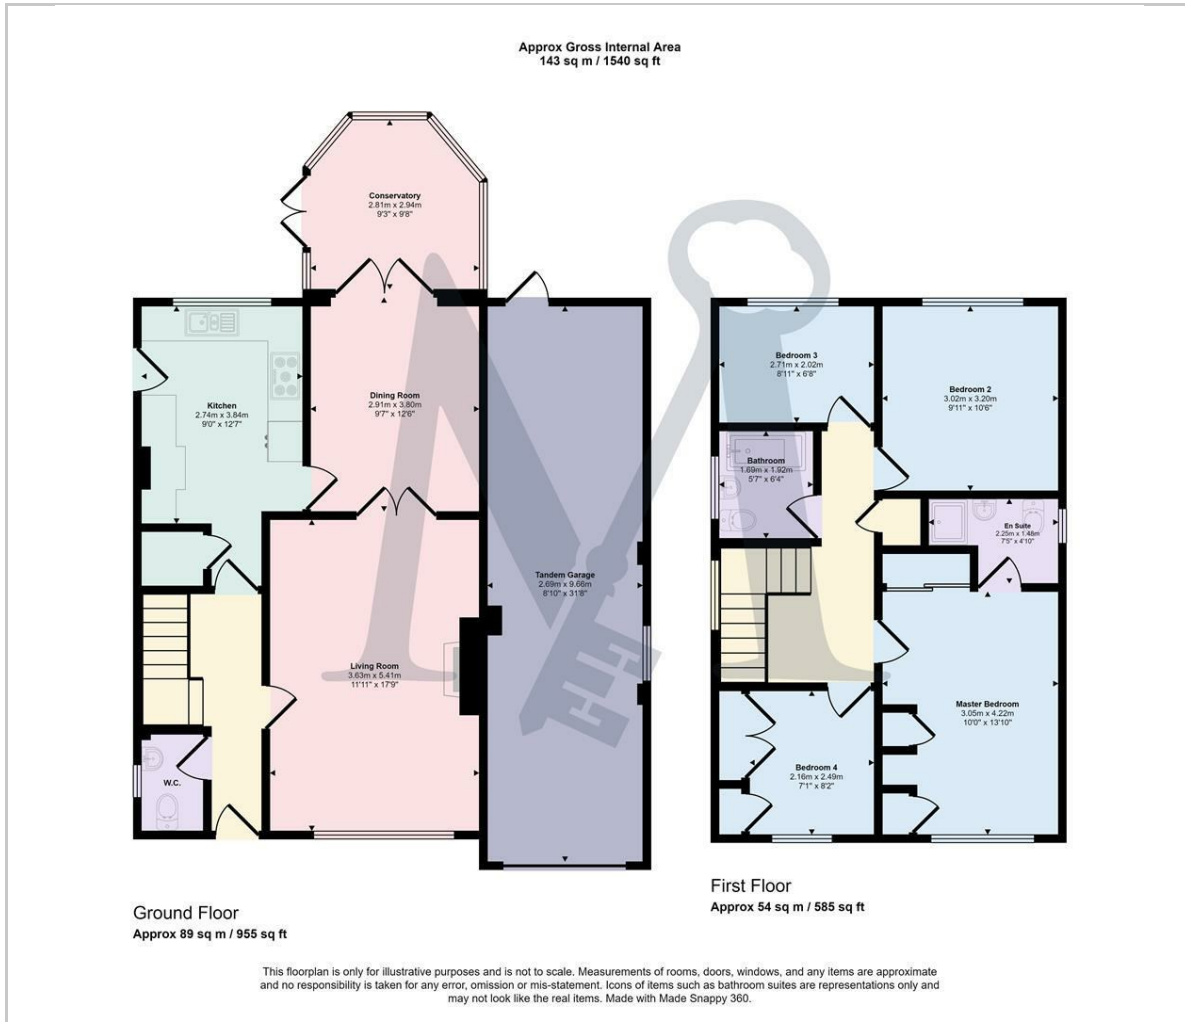 Approx Gross Internal Area
143 sq m / 1540 sq ft
Conservatory
2.81m x 2.94m
9'3" x 9'8"
Kitchen
2.74m x 3.84m
9'0" x 12'7"
Dining Room
2.91m x 3.80m
9'7" x 12'6"
Tandem Garage
2.69m x 9.66m
8'10" x 31'8"
Living Room
3.63m x 5.41m
11'11" x 17'9"
W.C.
Ground Floor
Approx 89 sq m / 955 sq ft
Bedroom 3
2.71m x 2.02m
8'11" x 6'8"
Bedroom 2
3.02m x 3.20m
9'11" x 10'6"
Bathroom
1.69m x 1.92m
5'7" x 6'4"
En Suite
2.25m x 1.48m
7'5" x 4'10"
Master Bedroom
3.05m x 4.22m
10'0" x 13'10"
Bedroom 4
2.16m x 2.49m
7'1" x 8'2"
First Floor
Approx 54 sq m / 585 sq ft
This floorplan is only for illustrative purposes and is not to scale. Measurements of rooms, doors, windows, and any items are approximate
and no responsibility is taken for any error, omission or mis-statement. Icons of items such as bathroom suites are representations only and
may not look like the real items. Made with Made Snappy 360.